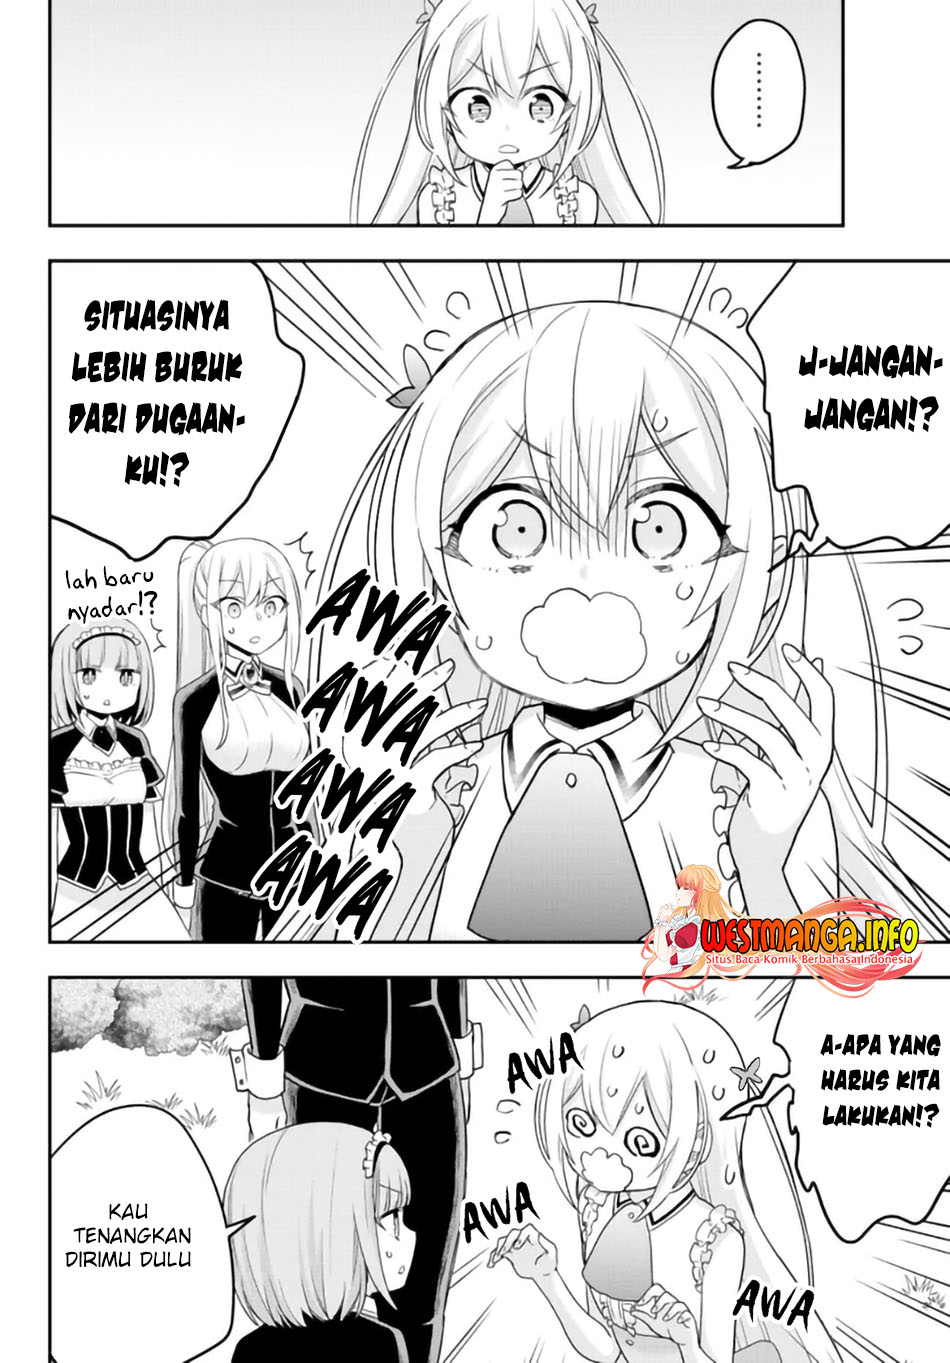 .........
J-JANGAN-
JANGAN!?
SITUASINYA
LEBIH BURUK
DARI DUGAAN-
KU!?
lah baru
nyadar!?
AWA
AWA
AWA
AWA
WESTMANGA.INFO
Situs Baca Komik Berbahasa Indonesia
A-APA YANG
HARUS KITA
LAKUKAN!?
AWA
AWA
AWA
KAU
TENANGKAN
DIRIMU DULU